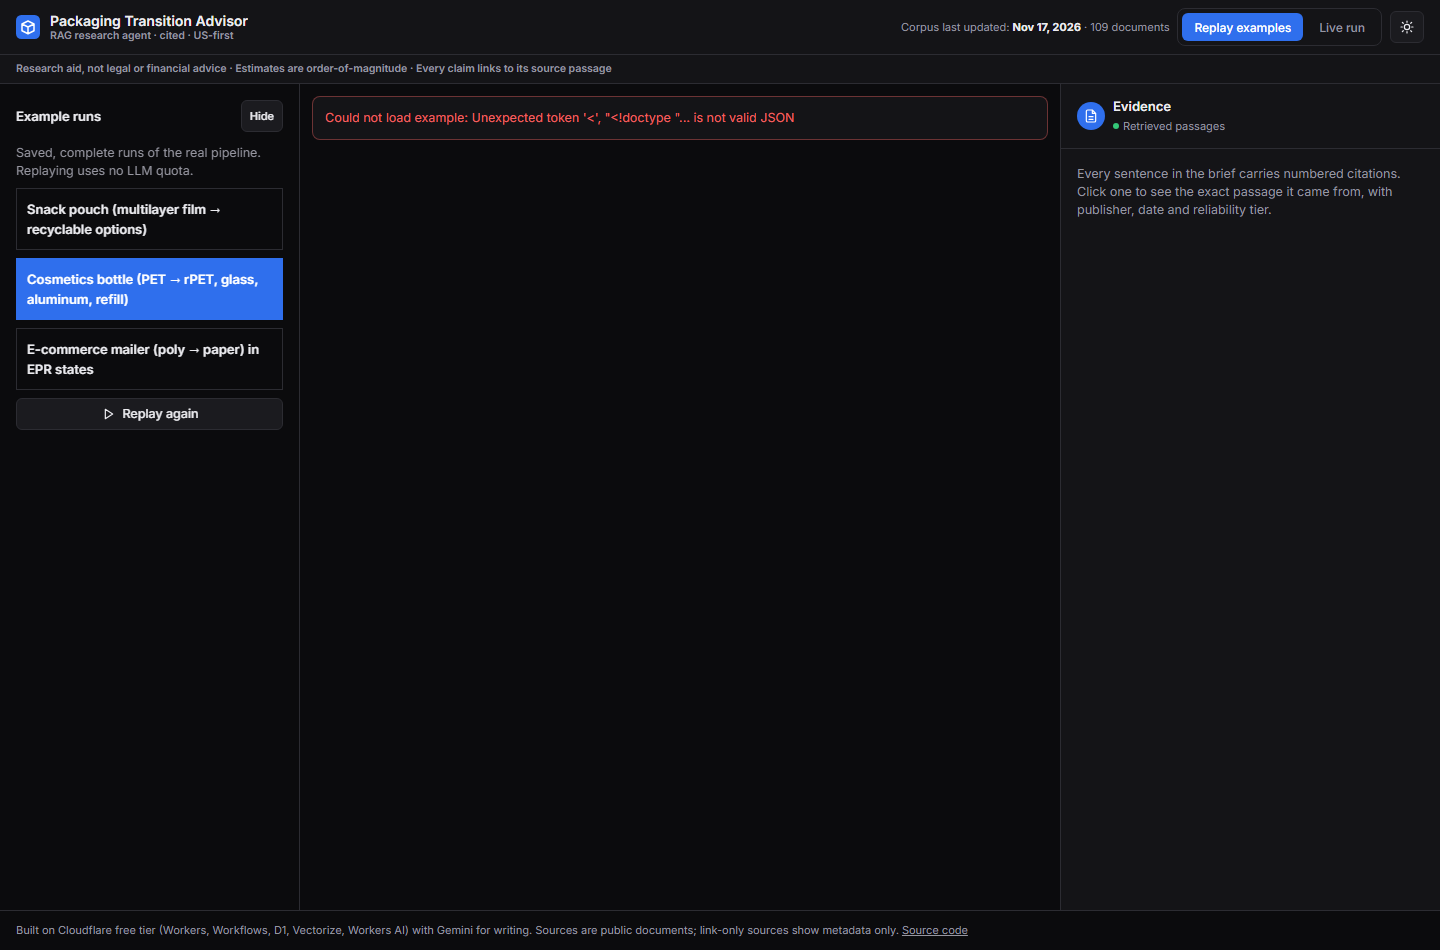 Packaging Transition Advisor
RAG research agent · cited · US-first
Corpus last updated: Nov 17, 2026 · 109 documents
Replay examples
Live run
Research aid, not legal or financial advice · Estimates are order-of-magnitude · Every claim links to its source passage
Example runs
Hide
Saved, complete runs of the real pipeline.
Replaying uses no LLM quota.
Snack pouch (multilayer film →
recyclable options)
Cosmetics bottle (PET → rPET, glass,
aluminum, refill)
E-commerce mailer (poly → paper) in
EPR states
Replay again
Could not load example: Unexpected token '<', "<!doctype "... is not valid JSON
Evidence
Retrieved passages
Every sentence in the brief carries numbered citations.
Click one to see the exact passage it came from, with
publisher, date and reliability tier.
Built on Cloudflare free tier (Workers, Workflows, D1, Vectorize, Workers AI) with Gemini for writing. Sources are public documents; link-only sources show metadata only. Source code